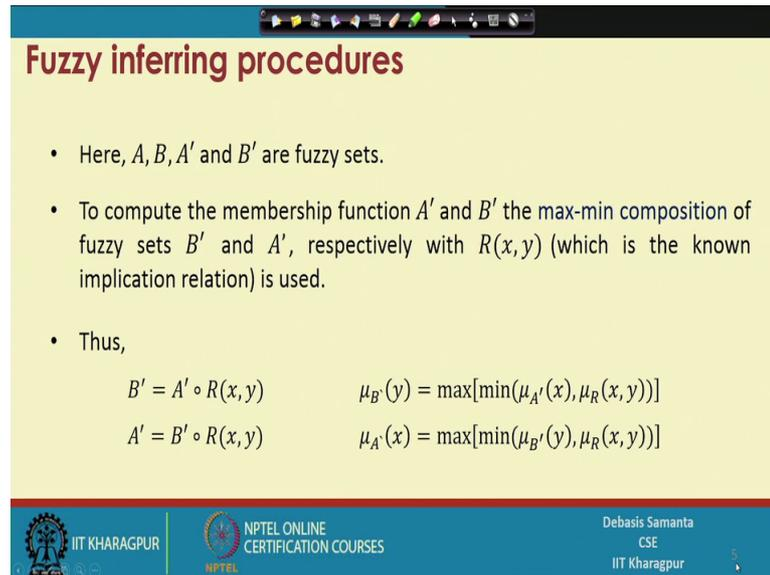 Fuzzy inferring procedures
• Here, A, B, A′ and B′ are fuzzy sets.
• To compute the membership function A′ and B′ the max-min composition of
fuzzy sets B′ and A’, respectively with R(x, y) (which is the known
implication relation) is used.
• Thus,
B′ = A′ ∘ R(x, y) μB`(y) = max[min(μA′(x), μR(x, y))]
A′ = B′ ∘ R(x, y) μA`(x) = max[min(μB′(y), μR(x, y))]
IIT KHARAGPUR
NPTEL
NPTEL ONLINE
CERTIFICATION COURSES
Debasis Samanta
CSE
IIT Kharagpur
5